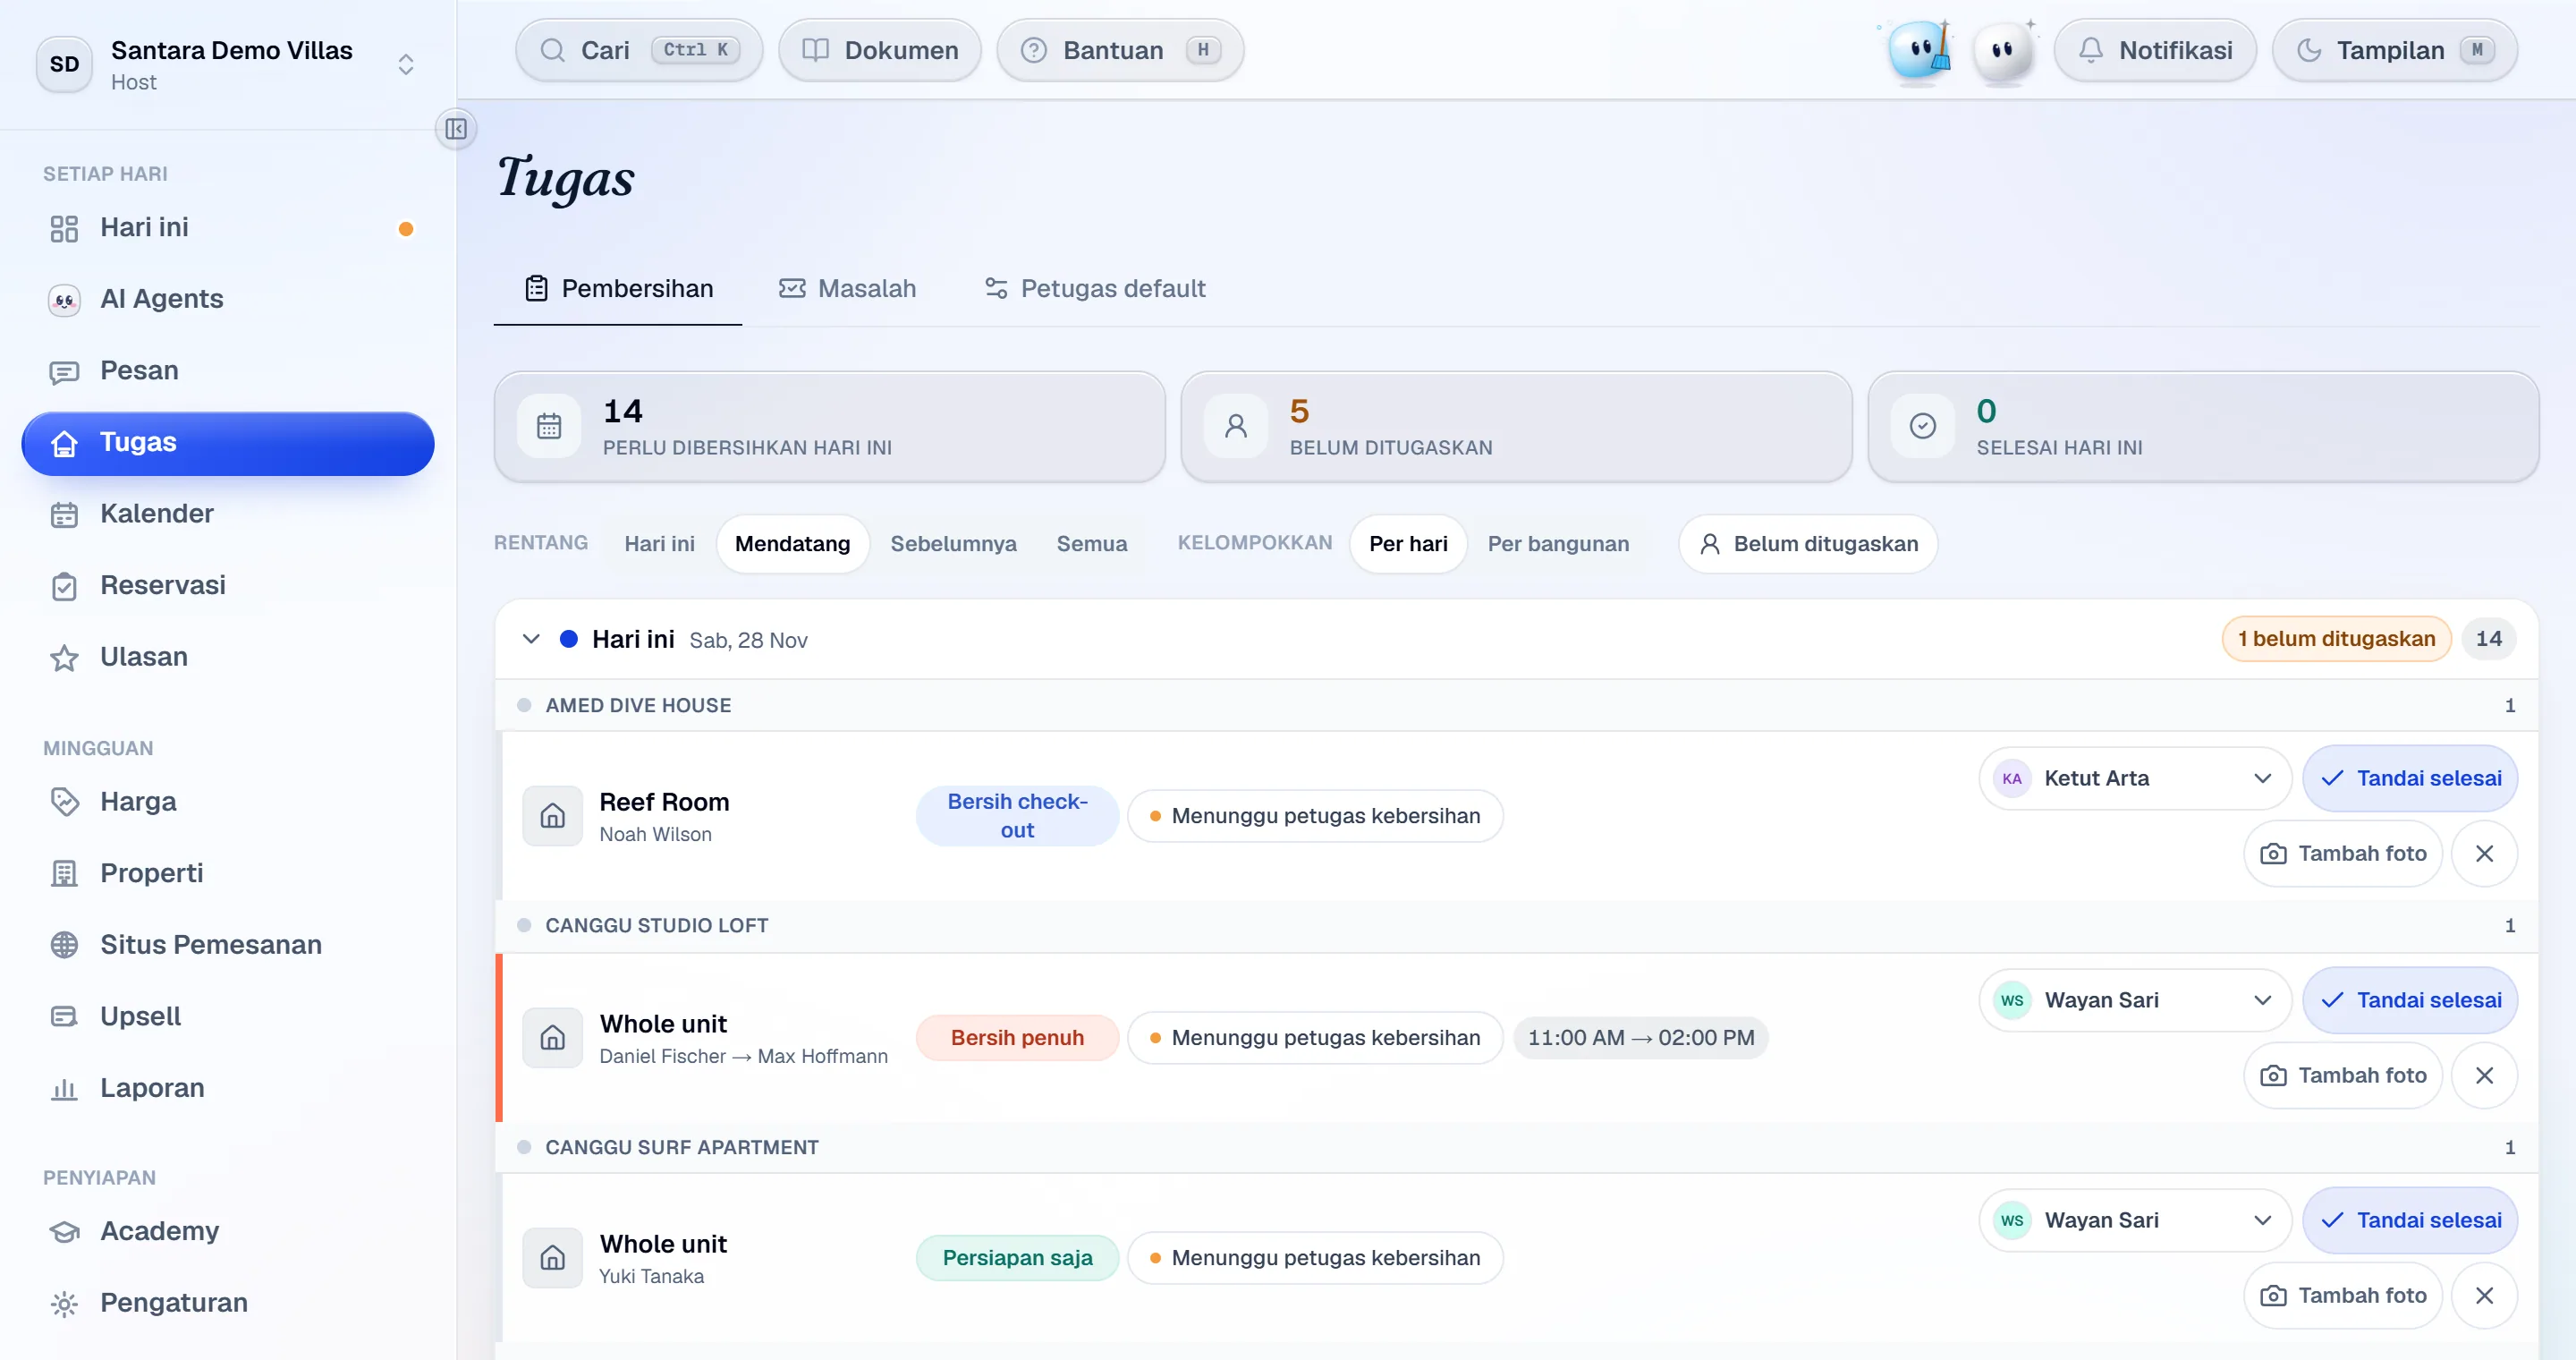 SD
Santara Demo Villas
Host
Cari Ctrl K
Dokumen
Bantuan H
Notifikasi
Tampilan M
SETIAP HARI
Hari ini
AI Agents
Pesan
Tugas
Kalender
Reservasi
Ulasan
MINGGUAN
Harga
Properti
Situs Pemesanan
Upsell
Laporan
PENYIAPAN
Academy
Pengaturan
Tugas
Pembersihan
Masalah
Petugas default
14
PERLU DIBERSIHKAN HARI INI
5
BELUM DITUGASKAN
0
SELESAI HARI INI
RENTANG Hari ini Mendatang Sebelumnya Semua KELOMPOKKAN Per hari Per bangunan Belum ditugaskan
Hari ini Sab, 28 Nov 1 belum ditugaskan 14
AMED DIVE HOUSE 1
Reef Room
Noah Wilson
Bersih check-
out
Menunggu petugas kebersihan
KA Ketut Arta
Tandai selesai
Tambah foto
CANGGU STUDIO LOFT 1
Whole unit
Daniel Fischer → Max Hoffmann
Bersih penuh
Menunggu petugas kebersihan
11:00 AM → 02:00 PM
WS Wayan Sari
Tandai selesai
Tambah foto
CANGGU SURF APARTMENT 1
Whole unit
Yuki Tanaka
Persiapan saja
Menunggu petugas kebersihan
WS Wayan Sari
Tandai selesai
Tambah foto